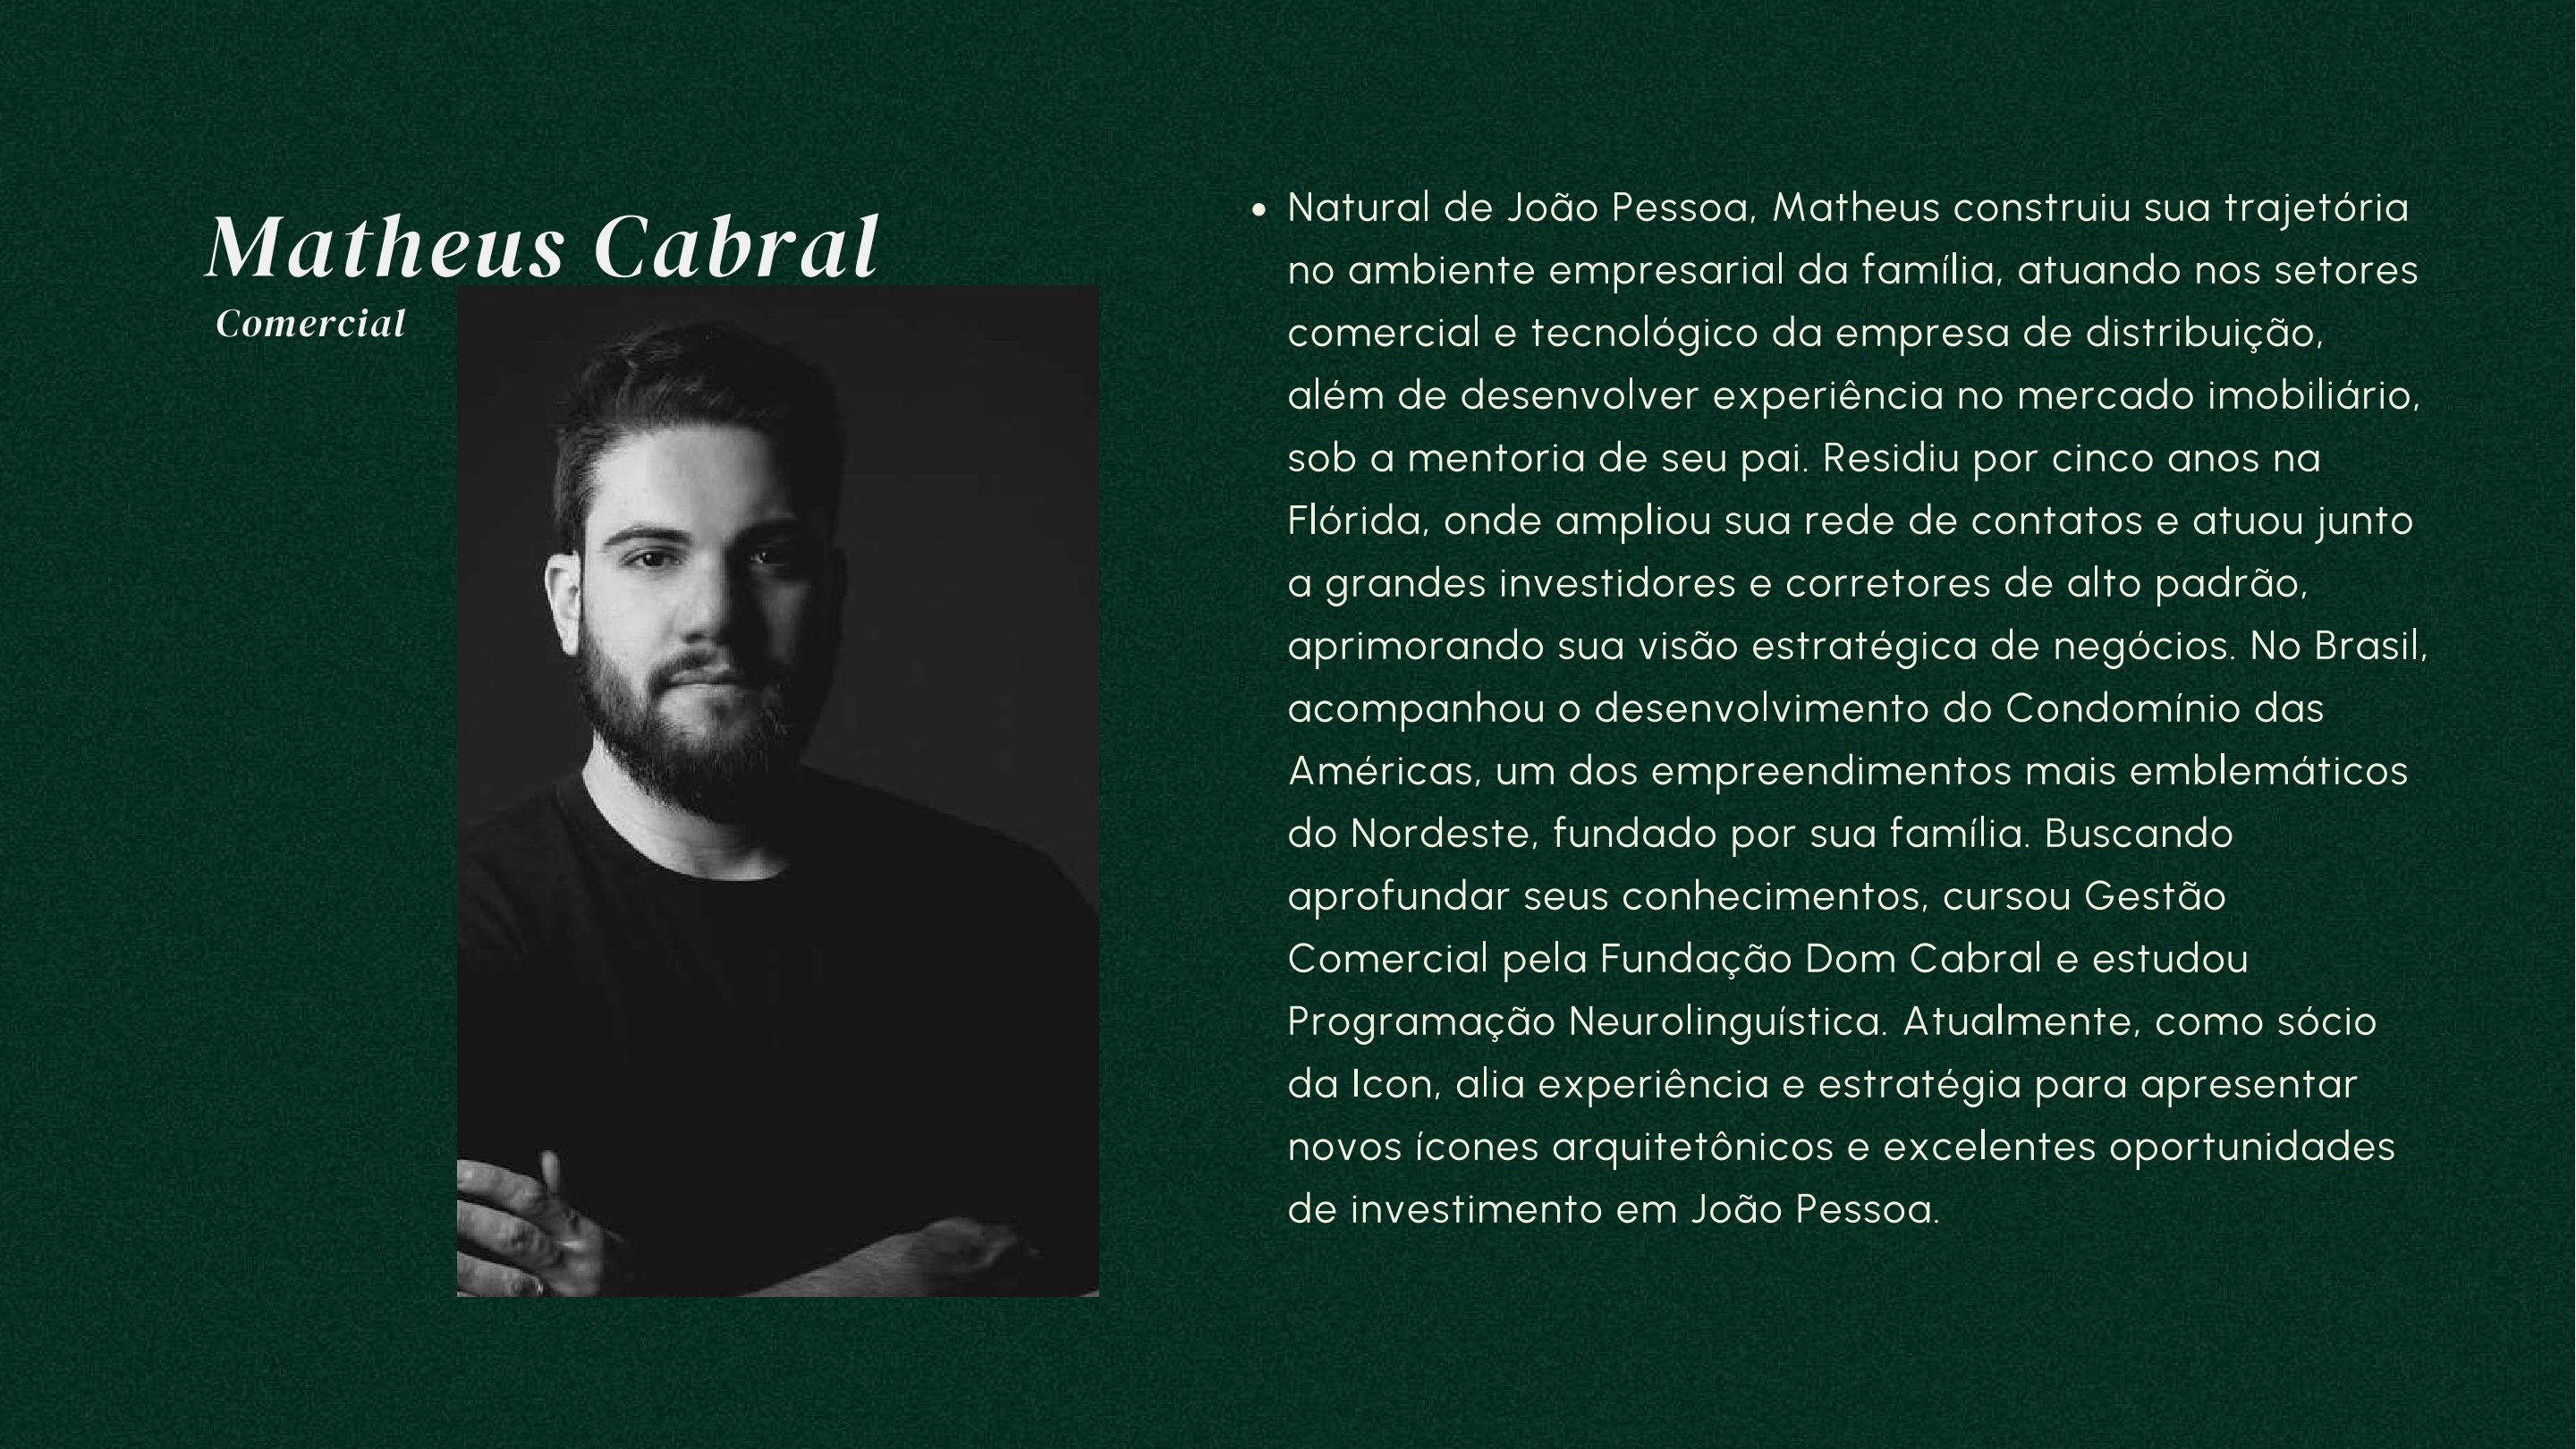 Matheus Cabral
Comercial
• Natural de João Pessoa, Matheus construiu sua trajetória
no ambiente empresarial da família, atuando nos setores
comercial e tecnológico da empresa de distribuição,
além de desenvolver experiência no mercado imobiliário,
sob a mentoria de seu pai. Residiu por cinco anos na
Flórida, onde ampliou sua rede de contatos e atuou junto
a grandes investidores e corretores de alto padrão,
aprimorando sua visão estratégica de negócios. No Brasil,
acompanhou o desenvolvimento do Condomínio das
Américas, um dos empreendimentos mais emblemáticos
do Nordeste, fundado por sua família. Buscando
aprofundar seus conhecimentos, cursou Gestão
Comercial pela Fundação Dom Cabral e estudou
Programação Neurolinguística. Atualmente, como sócio
da Icon, alia experiência e estratégia para apresentar
novos ícones arquitetônicos e excelentes oportunidades
de investimento em João Pessoa.